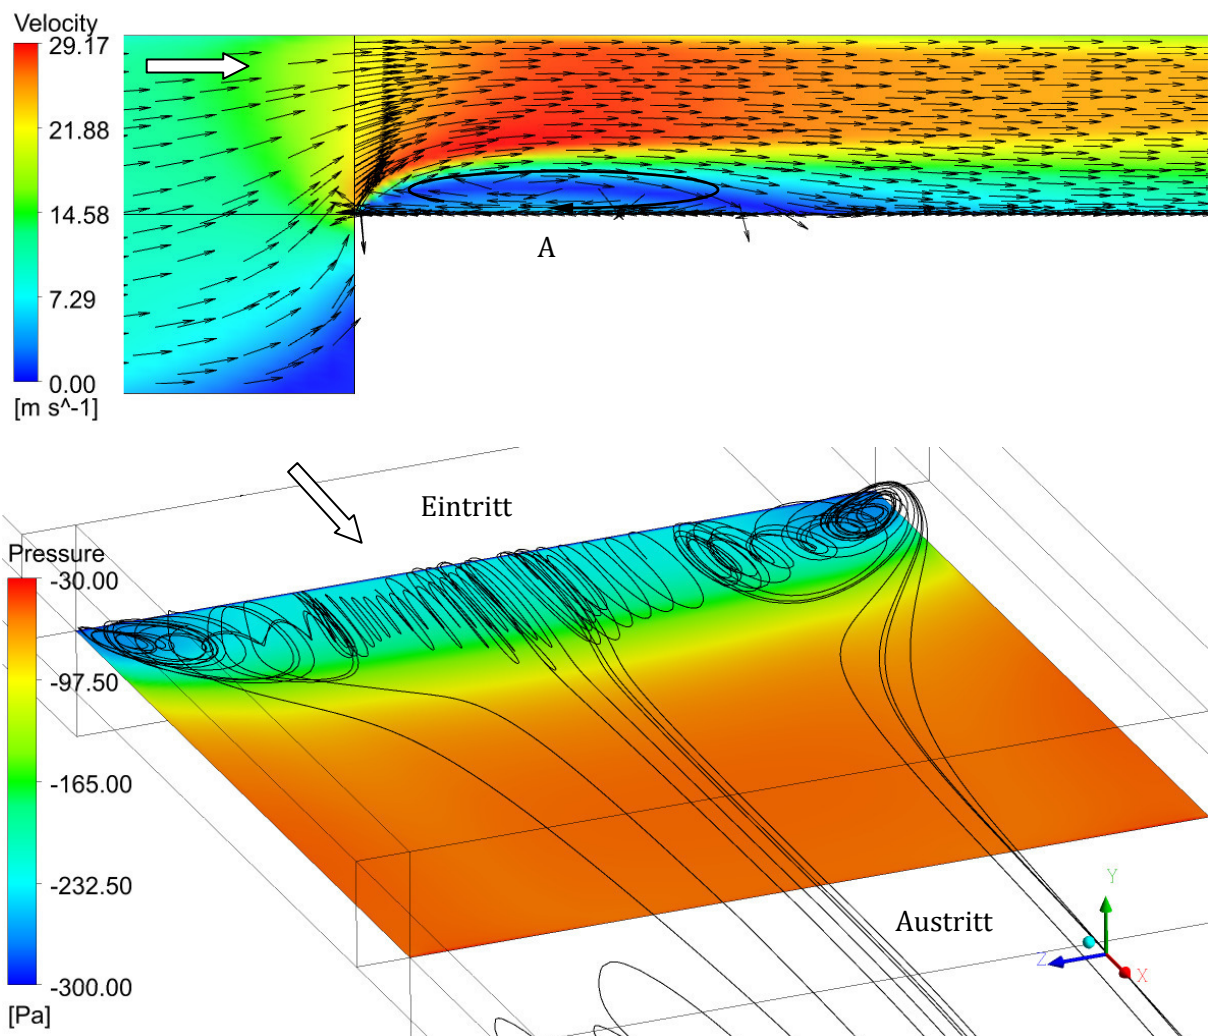 Velocity
29.17
21.88
14.58
7.29
0.00
[m s^-1]
A
Eintritt
Pressure
-30.00
-97.50
-165.00
-232.50
-300.00
[Pa]
Austritt
Y
Z
X